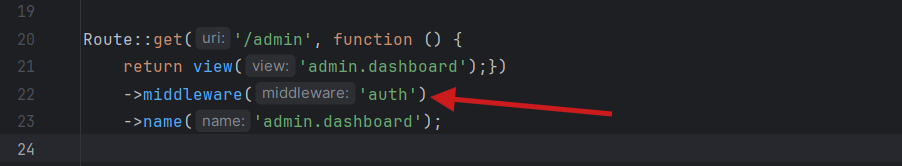 19
20 Route::get( uri: '/admin', function () {
21 return view( view: 'admin.dashboard');})
22 ->middleware( middleware: 'auth')
23 ->name( name: 'admin.dashboard');
24